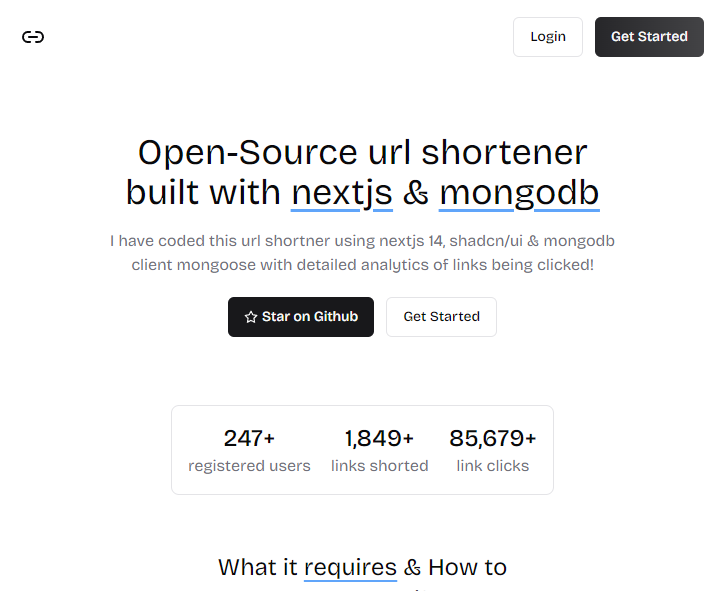 Login
Get Started
Open-Source url shortener
built with nextjs & mongodb
I have coded this url shortner using nextjs 14, shadcn/ui & mongodb
client mongoose with detailed analytics of links being clicked!
Star on Github
Get Started
247+
registered users
1,849+
links shorted
85,679+
link clicks
What it requires & How to